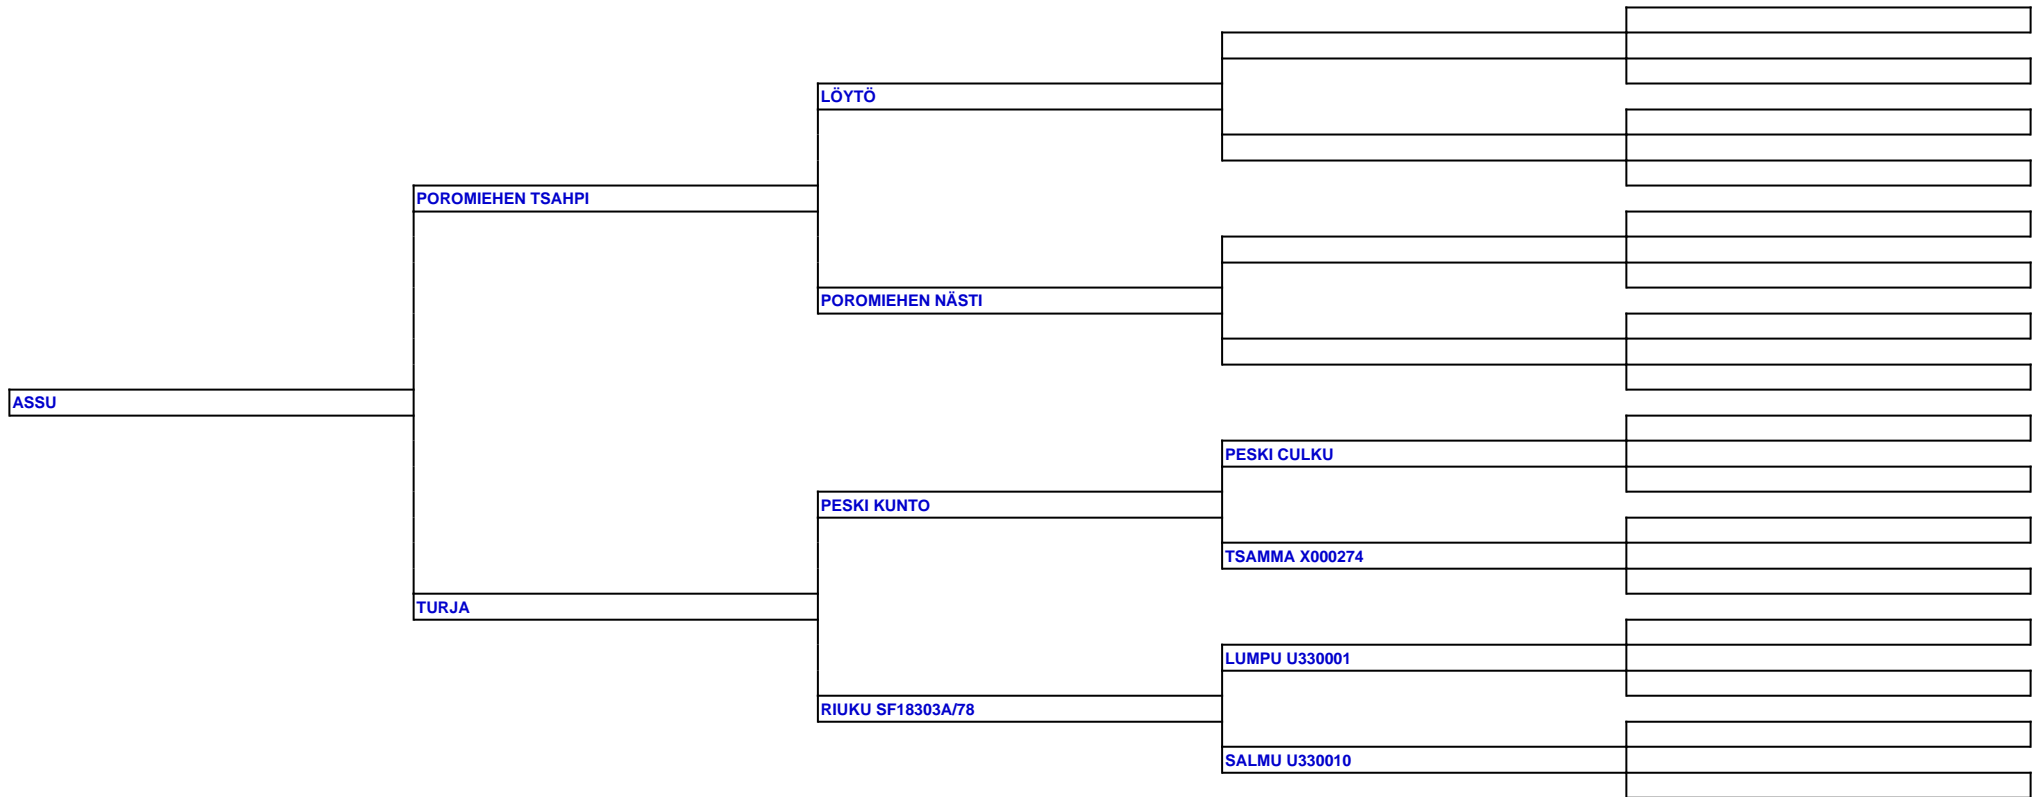 LÖYTÖ
POROMIEHEN TSAHPI
POROMIEHEN NÄSTI
ASSU
PESKI CULKU
PESKI KUNTO
TSAMMA X000274
TURJA
LUMPU U330001
RIUKU SF18303A/78
SALMU U330010